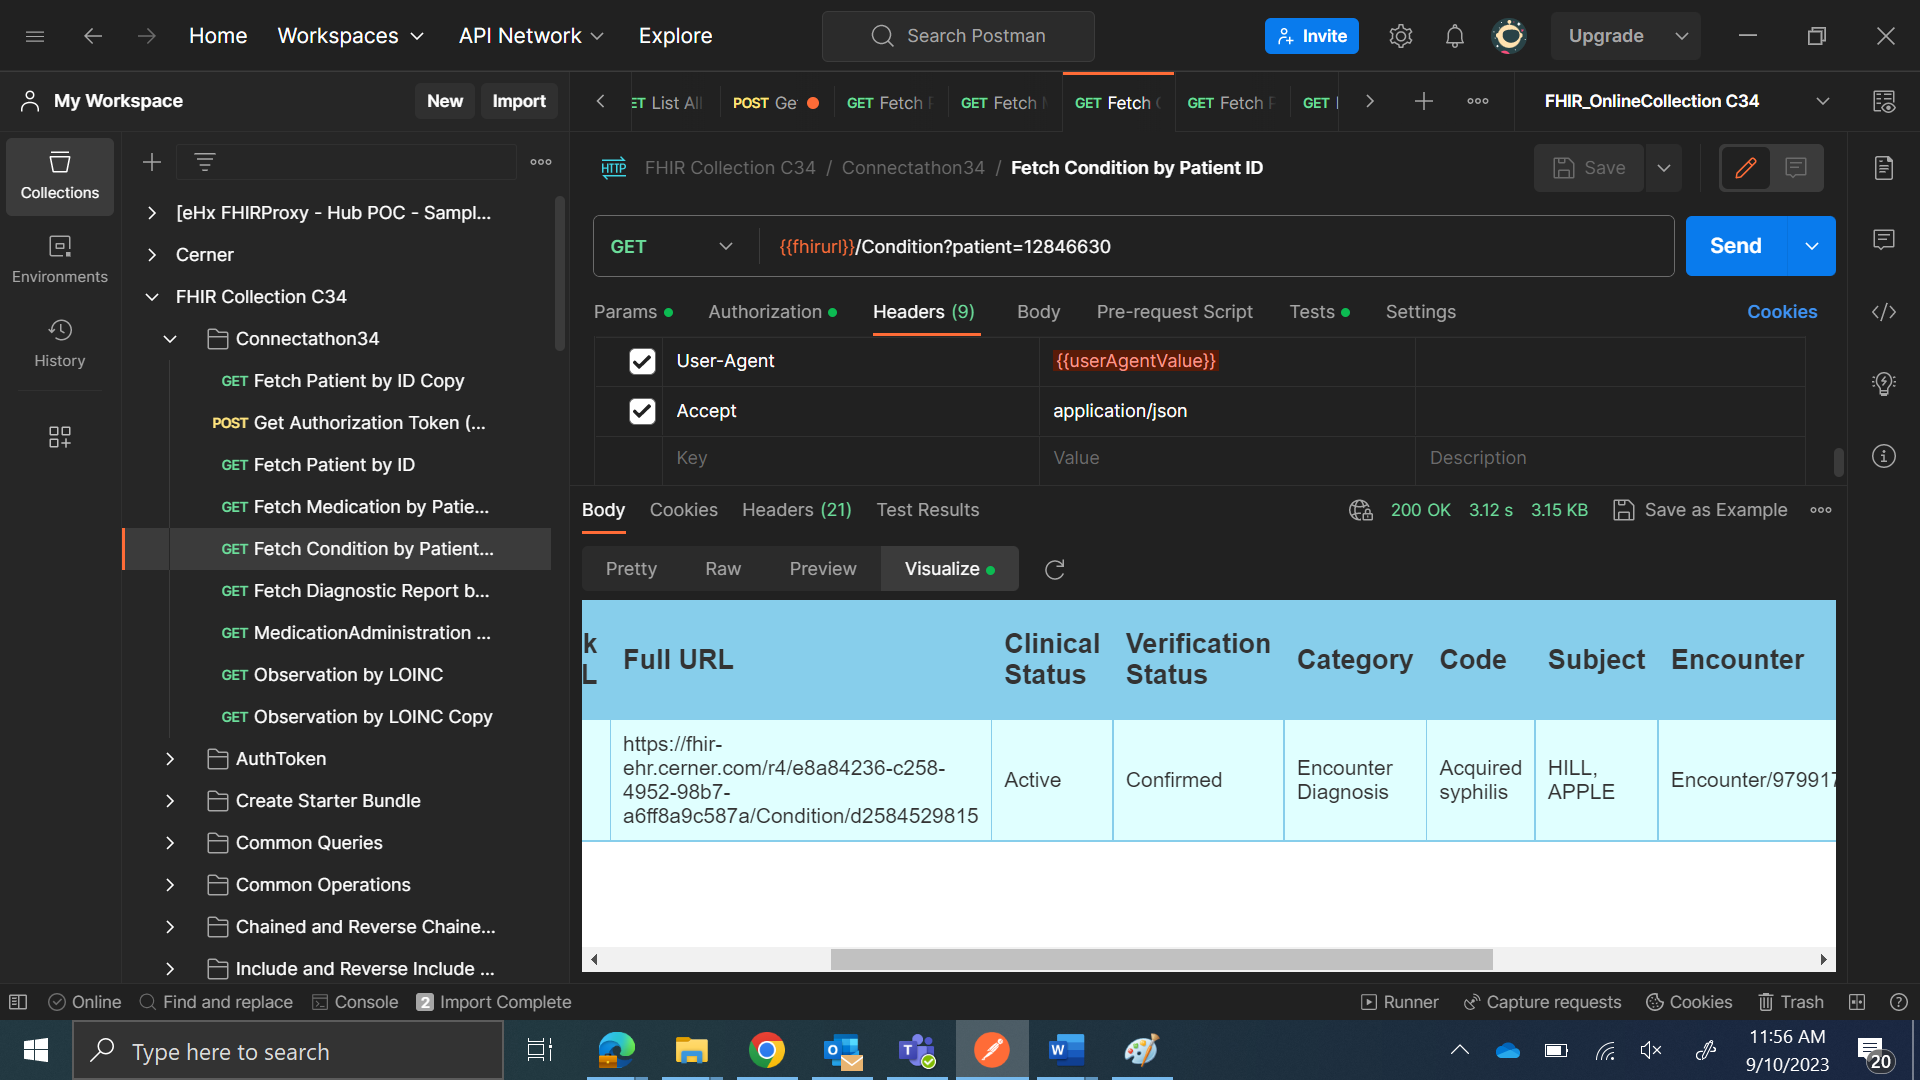 Home Workspaces API Network Explore Search Postman Invite Upgrade
My Workspace New Import
List All POST Ge GET Fetch GET Fetch GET Fetch GET Fetch GET FHIR_OnlineCollection C34
HTTP FHIR Collection C34 / Connectathon34 / Fetch Condition by Patient ID Save
Collections
Environments
History
[eHx FHIRProxy - Hub POC - Sampl...
Cerner
FHIR Collection C34
Connectathon34
GET Fetch Patient by ID Copy
POST Get Authorization Token (...
GET Fetch Patient by ID
GET Fetch Medication by Patie...
GET Fetch Condition by Patient...
GET Fetch Diagnostic Report b...
GET MedicationAdministration ...
GET Observation by LOINC
GET Observation by LOINC Copy
AuthToken
Create Starter Bundle
Common Queries
Common Operations
Chained and Reverse Chaine...
Include and Reverse Include ...
GET {{fhirurl}}/Condition?patient=12846630 Send
Params Authorization Headers (9) Body Pre-request Script Tests Settings Cookies
User-Agent {{userAgentValue}}
Accept application/json
Key Value Description
Body Cookies Headers (21) Test Results 200 OK 3.12 s 3.15 KB Save as Example
Pretty Raw Preview Visualize
k
L
Full URL
Clinical
Status
Verification
Status
Category
Code
Subject
Encounter
https://fhir-
ehr.cerner.com/r4/e8a84236-c258-
4952-98b7-
a6ff8a9c587a/Condition/d2584529815
Active
Confirmed
Encounter
Diagnosis
Acquired
syphilis
HILL,
APPLE
Encounter/979917
Online Find and replace Console 2 Import Complete Runner Capture requests Cookies Trash
Type here to search
11:56 AM
9/10/2023
20